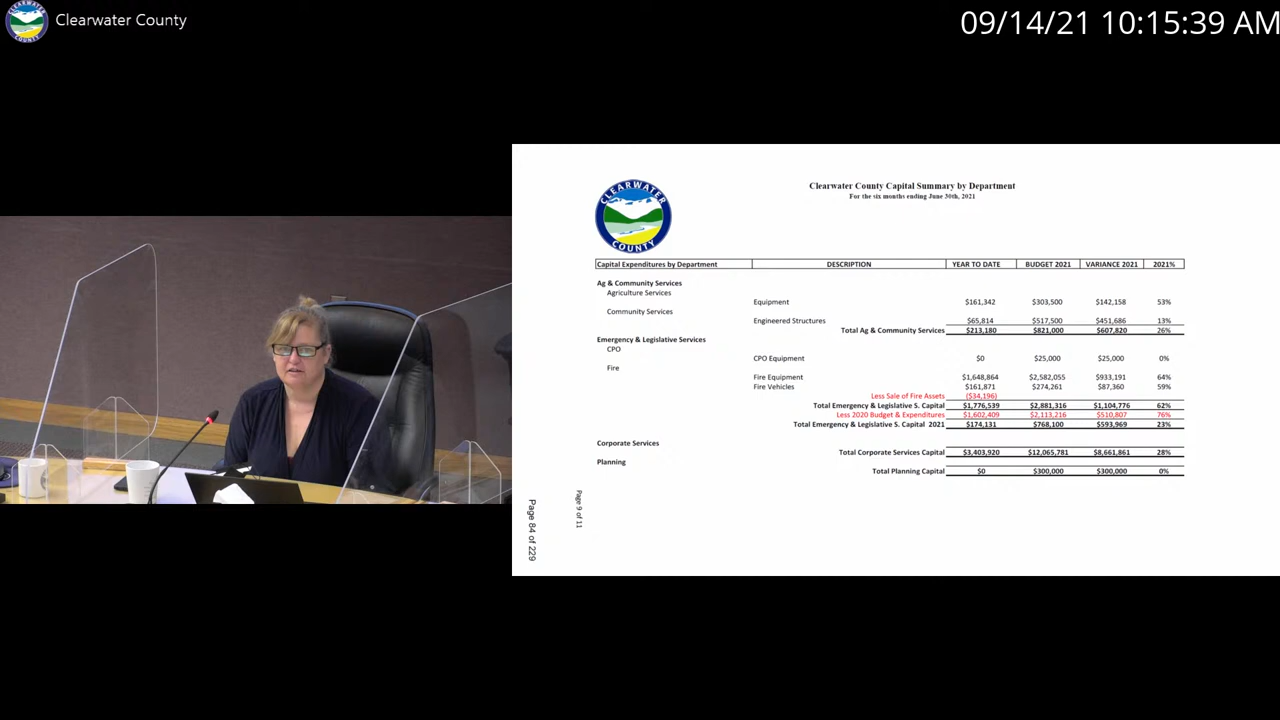 Clearwater County
09/14/21 10:15:39 AM
CLEARWATER
COUNTY
Clearwater County Capital Summary by Department
For the six months ending June 30th, 2021
Capital Expenditures by Department DESCRIPTION YEAR TO DATE BUDGET 2021 VARIANCE 2021 2021%
Ag & Community Services
Agriculture Services
Equipment $161,342 $303,500 $142,158 53%
Community Services
Engineered Structures $65,814 $517,500 $451,686 13%
Total Ag & Community Services $213,180 $821,000 $607,820 26%
Emergency & Legislative Services
CPO
CPO Equipment $0 $25,000 $25,000 0%
Fire
Fire Equipment $1,648,864 $2,582,055 $933,191 64%
Fire Vehicles $161,871 $274,261 $87,360 59%
Less Sale of Fire Assets ($34,196)
Total Emergency & Legislative S. Capital $1,776,539 $2,881,316 $1,104,776 62%
Less 2020 Budget & Expenditures $1,602,409 $2,113,216 $510,807 76%
Total Emergency & Legislative S. Capital 2021 $174,131 $768,100 $593,969 23%
Corporate Services
Total Corporate Services Capital $3,403,920 $12,065,781 $8,661,861 28%
Planning
Total Planning Capital $0 $300,000 $300,000 0%
Page 9 of 11
Page 84 of 229